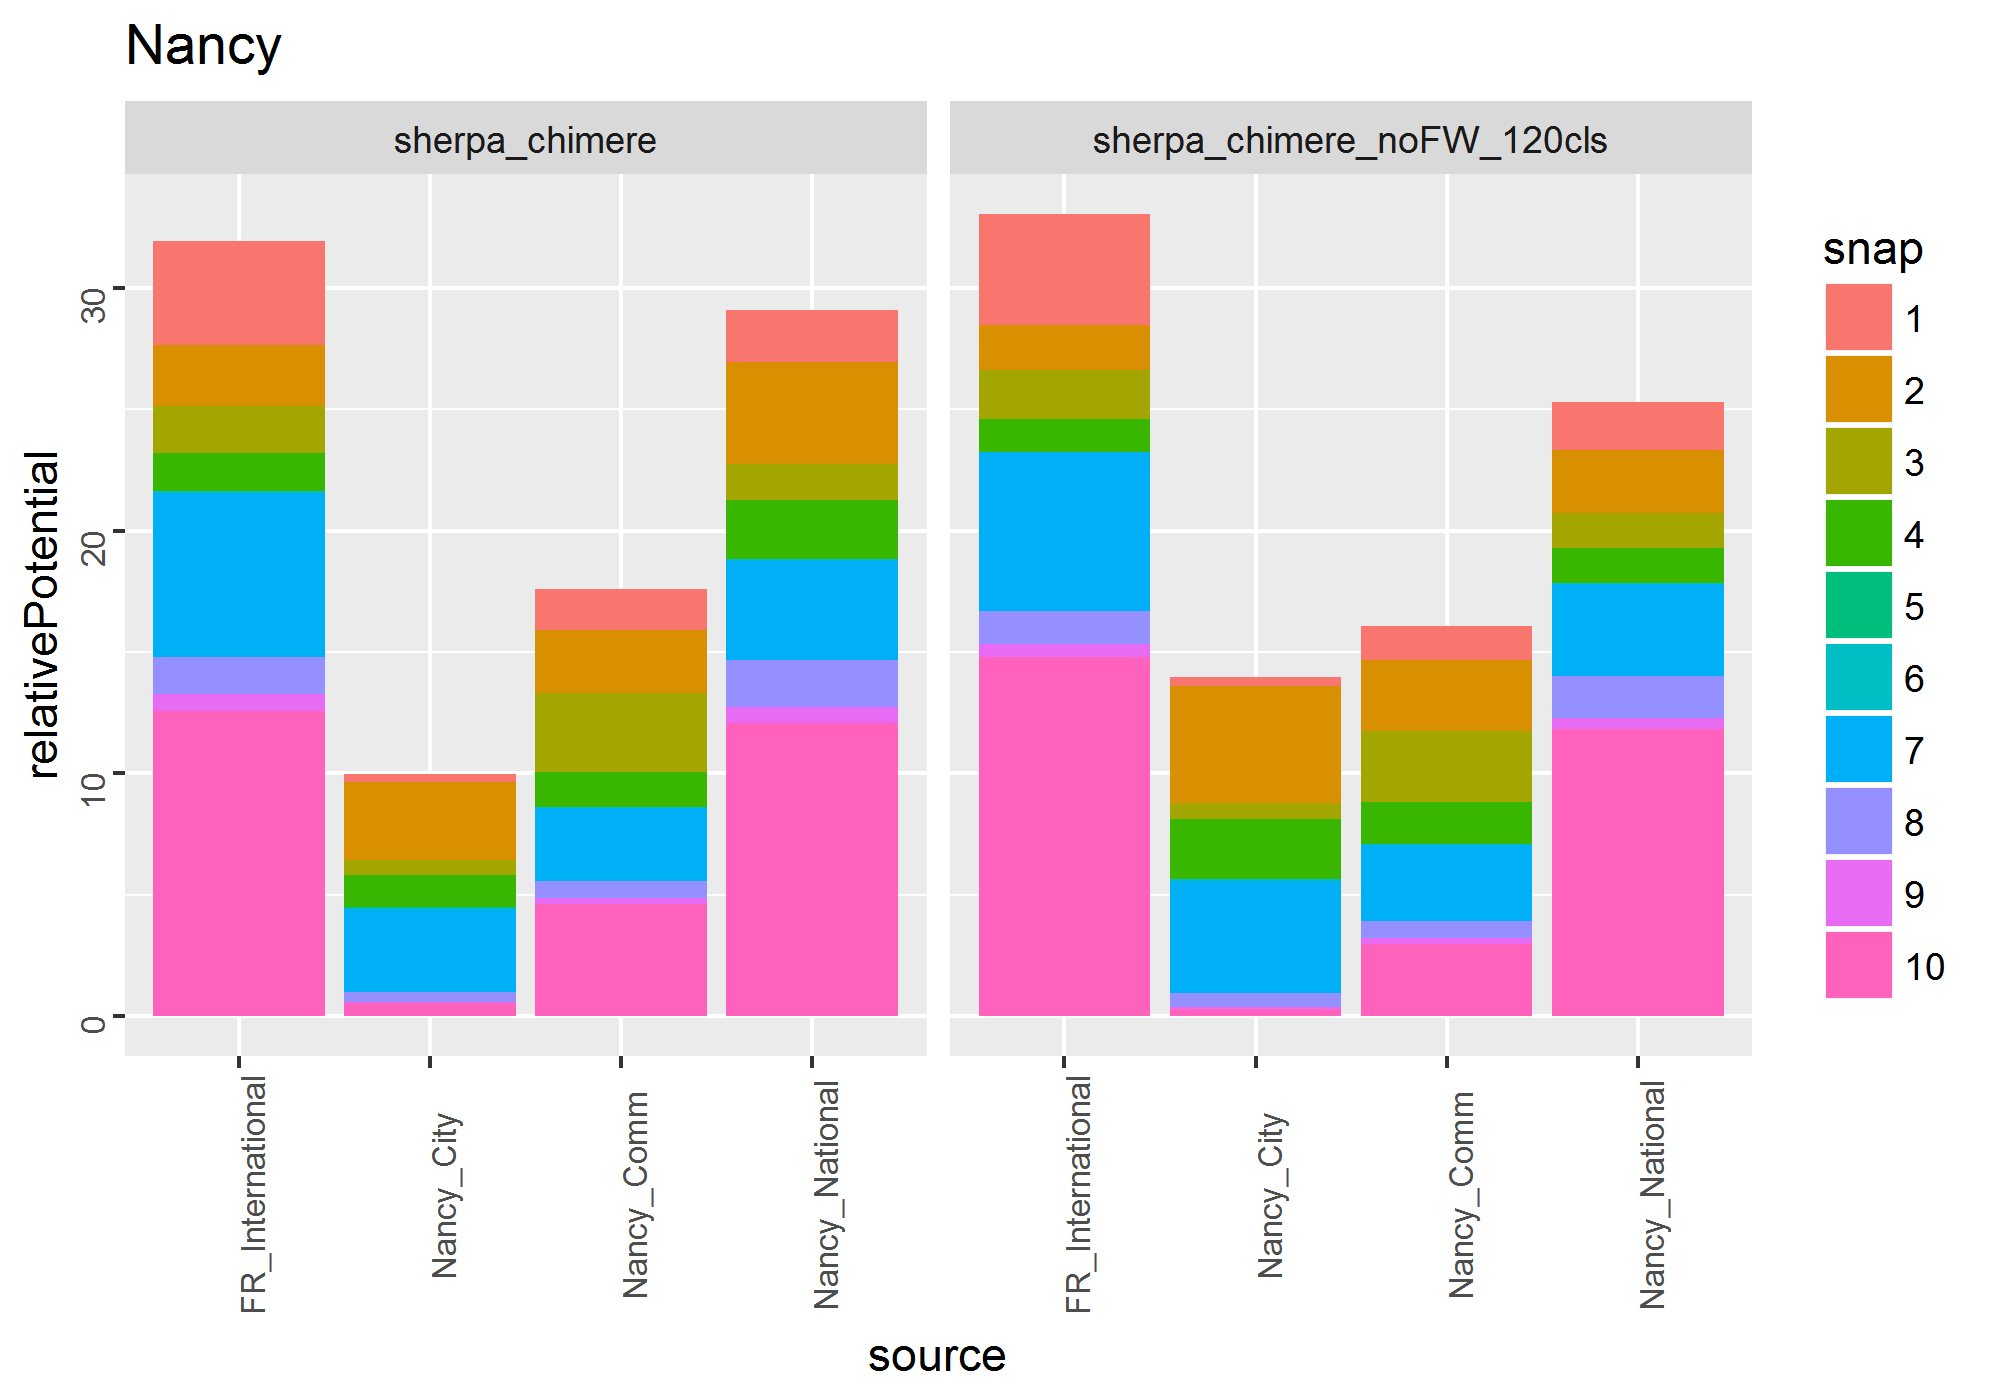 Nancy
sherpa_chimere
sherpa_chimere_noFW_120cls
relativePotential
30
20
10
0
FR_International
Nancy_City
Nancy_Comm
Nancy_National
FR_International
Nancy_City
Nancy_Comm
Nancy_National
source
snap
1
2
3
4
5
6
7
8
9
10